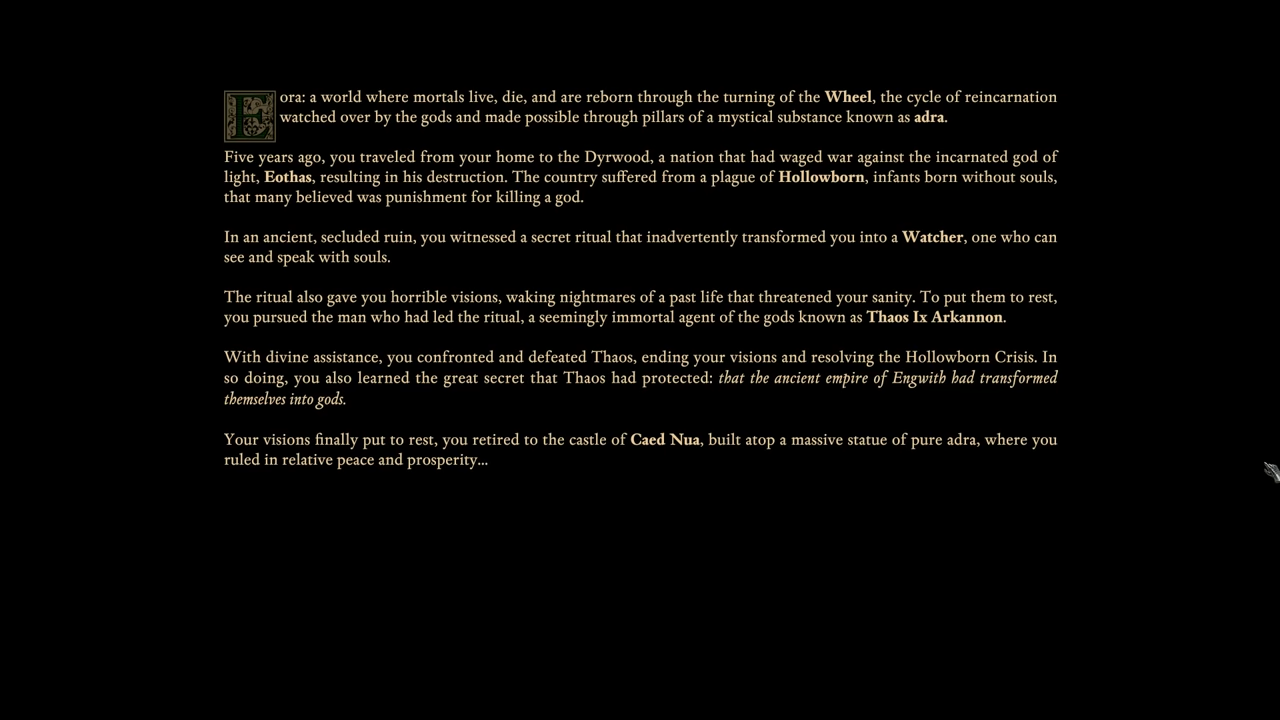 Eora: a world where mortals live, die, and are reborn through the turning of the Wheel, the cycle of reincarnation
watched over by the gods and made possible through pillars of a mystical substance known as adra.
Five years ago, you traveled from your home to the Dyrwood, a nation that had waged war against the incarnated god of
light, Eothas, resulting in his destruction. The country suffered from a plague of Hollowborn, infants born without souls,
that many believed was punishment for killing a god.
In an ancient, secluded ruin, you witnessed a secret ritual that inadvertently transformed you into a Watcher, one who can
see and speak with souls.
The ritual also gave you horrible visions, waking nightmares of a past life that threatened your sanity. To put them to rest,
you pursued the man who had led the ritual, a seemingly immortal agent of the gods known as Thaos Ix Arkannon.
With divine assistance, you confronted and defeated Thaos, ending your visions and resolving the Hollowborn Crisis. In
so doing, you also learned the great secret that Thaos had protected: that the ancient empire of Engwith had transformed
themselves into gods.
Your visions finally put to rest, you retired to the castle of Caed Nua, built atop a massive statue of pure adra, where you
ruled in relative peace and prosperity...